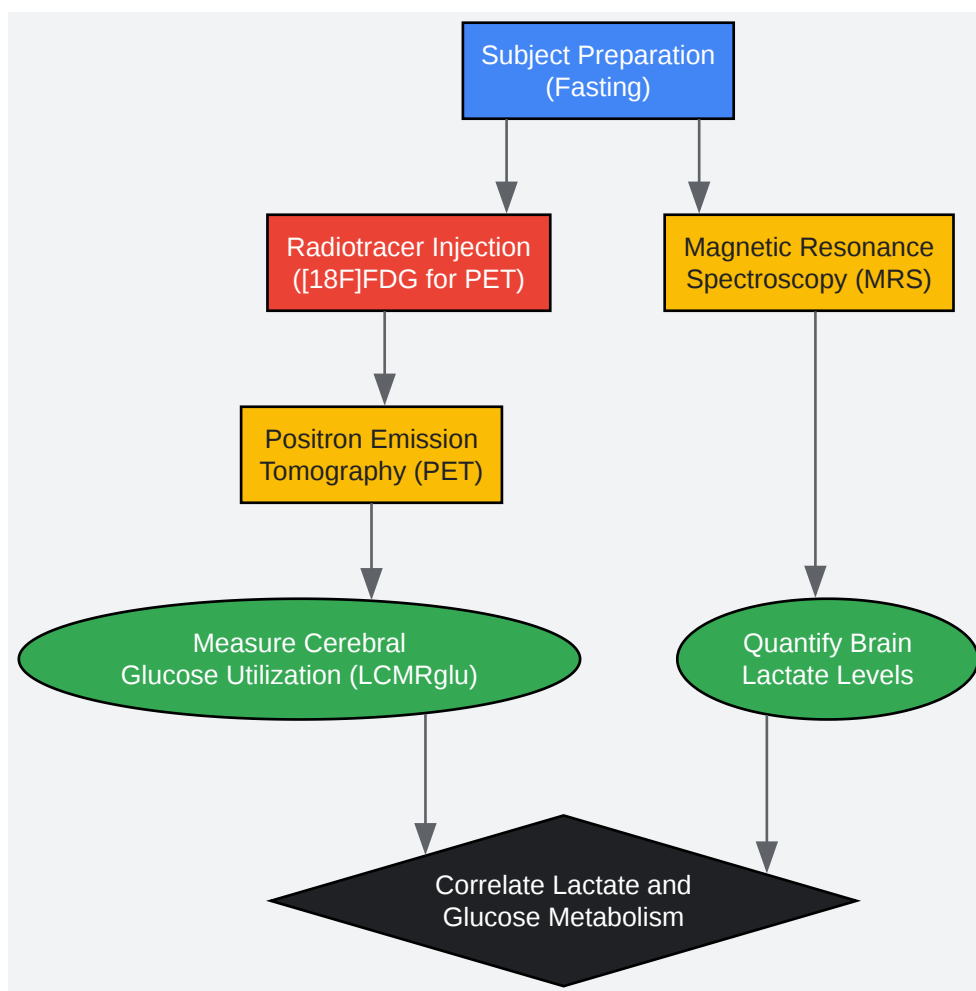 Subject Preparation
(Fasting)
Radiotracer Injection
([18F]FDG for PET)
Magnetic Resonance
Spectroscopy (MRS)
Positron Emission
Tomography (PET)
Measure Cerebral
Glucose Utilization (LCMRglu)
Quantify Brain
Lactate Levels
Correlate Lactate and
Glucose Metabolism